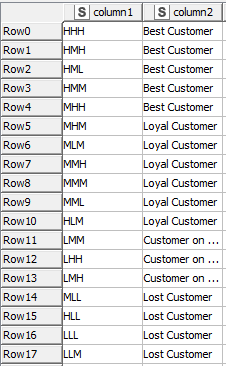 S column1 S column2
Row0 HHH Best Customer
Row1 HMH Best Customer
Row2 HML Best Customer
Row3 HMM Best Customer
Row4 MHH Best Customer
Row5 MHM Loyal Customer
Row6 MLM Loyal Customer
Row7 MMH Loyal Customer
Row8 MMM Loyal Customer
Row9 MML Loyal Customer
Row10 HLM Loyal Customer
Row11 LMM Customer on ...
Row12 LHH Customer on ...
Row13 LMH Customer on ...
Row14 MLL Lost Customer
Row15 HLL Lost Customer
Row16 LLL Lost Customer
Row17 LLM Lost Customer